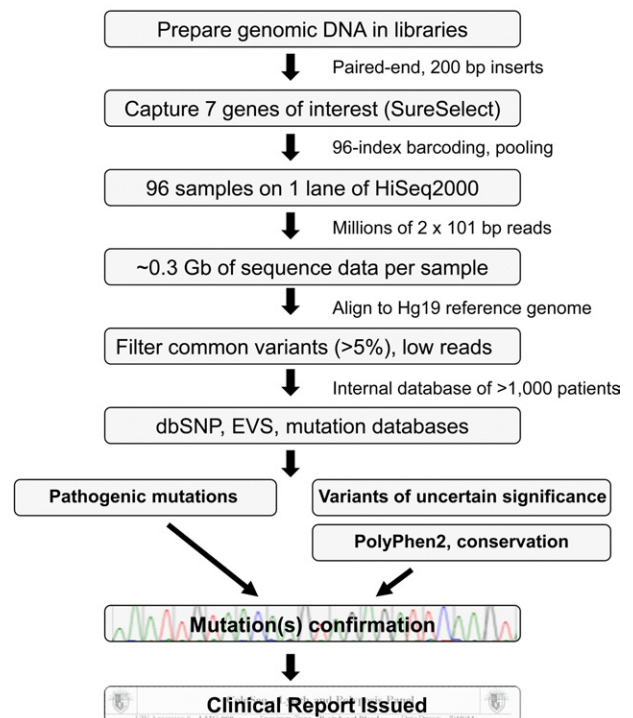 Prepare genomic DNA in libraries
Paired-end, 200 bp inserts
Capture 7 genes of interest (SureSelect)
96-index barcoding, pooling
96 samples on 1 lane of HiSeq2000
Millions of 2 x 101 bp reads
~0.3 Gb of sequence data per sample
Align to Hg19 reference genome
Filter common variants (>5%), low reads
Internal database of >1,000 patients
dbSNP, EVS, mutation databases
Pathogenic mutations
Variants of uncertain significance
PolyPhen2, conservation
Mutation(s) confirmation
Clinical Report Issued